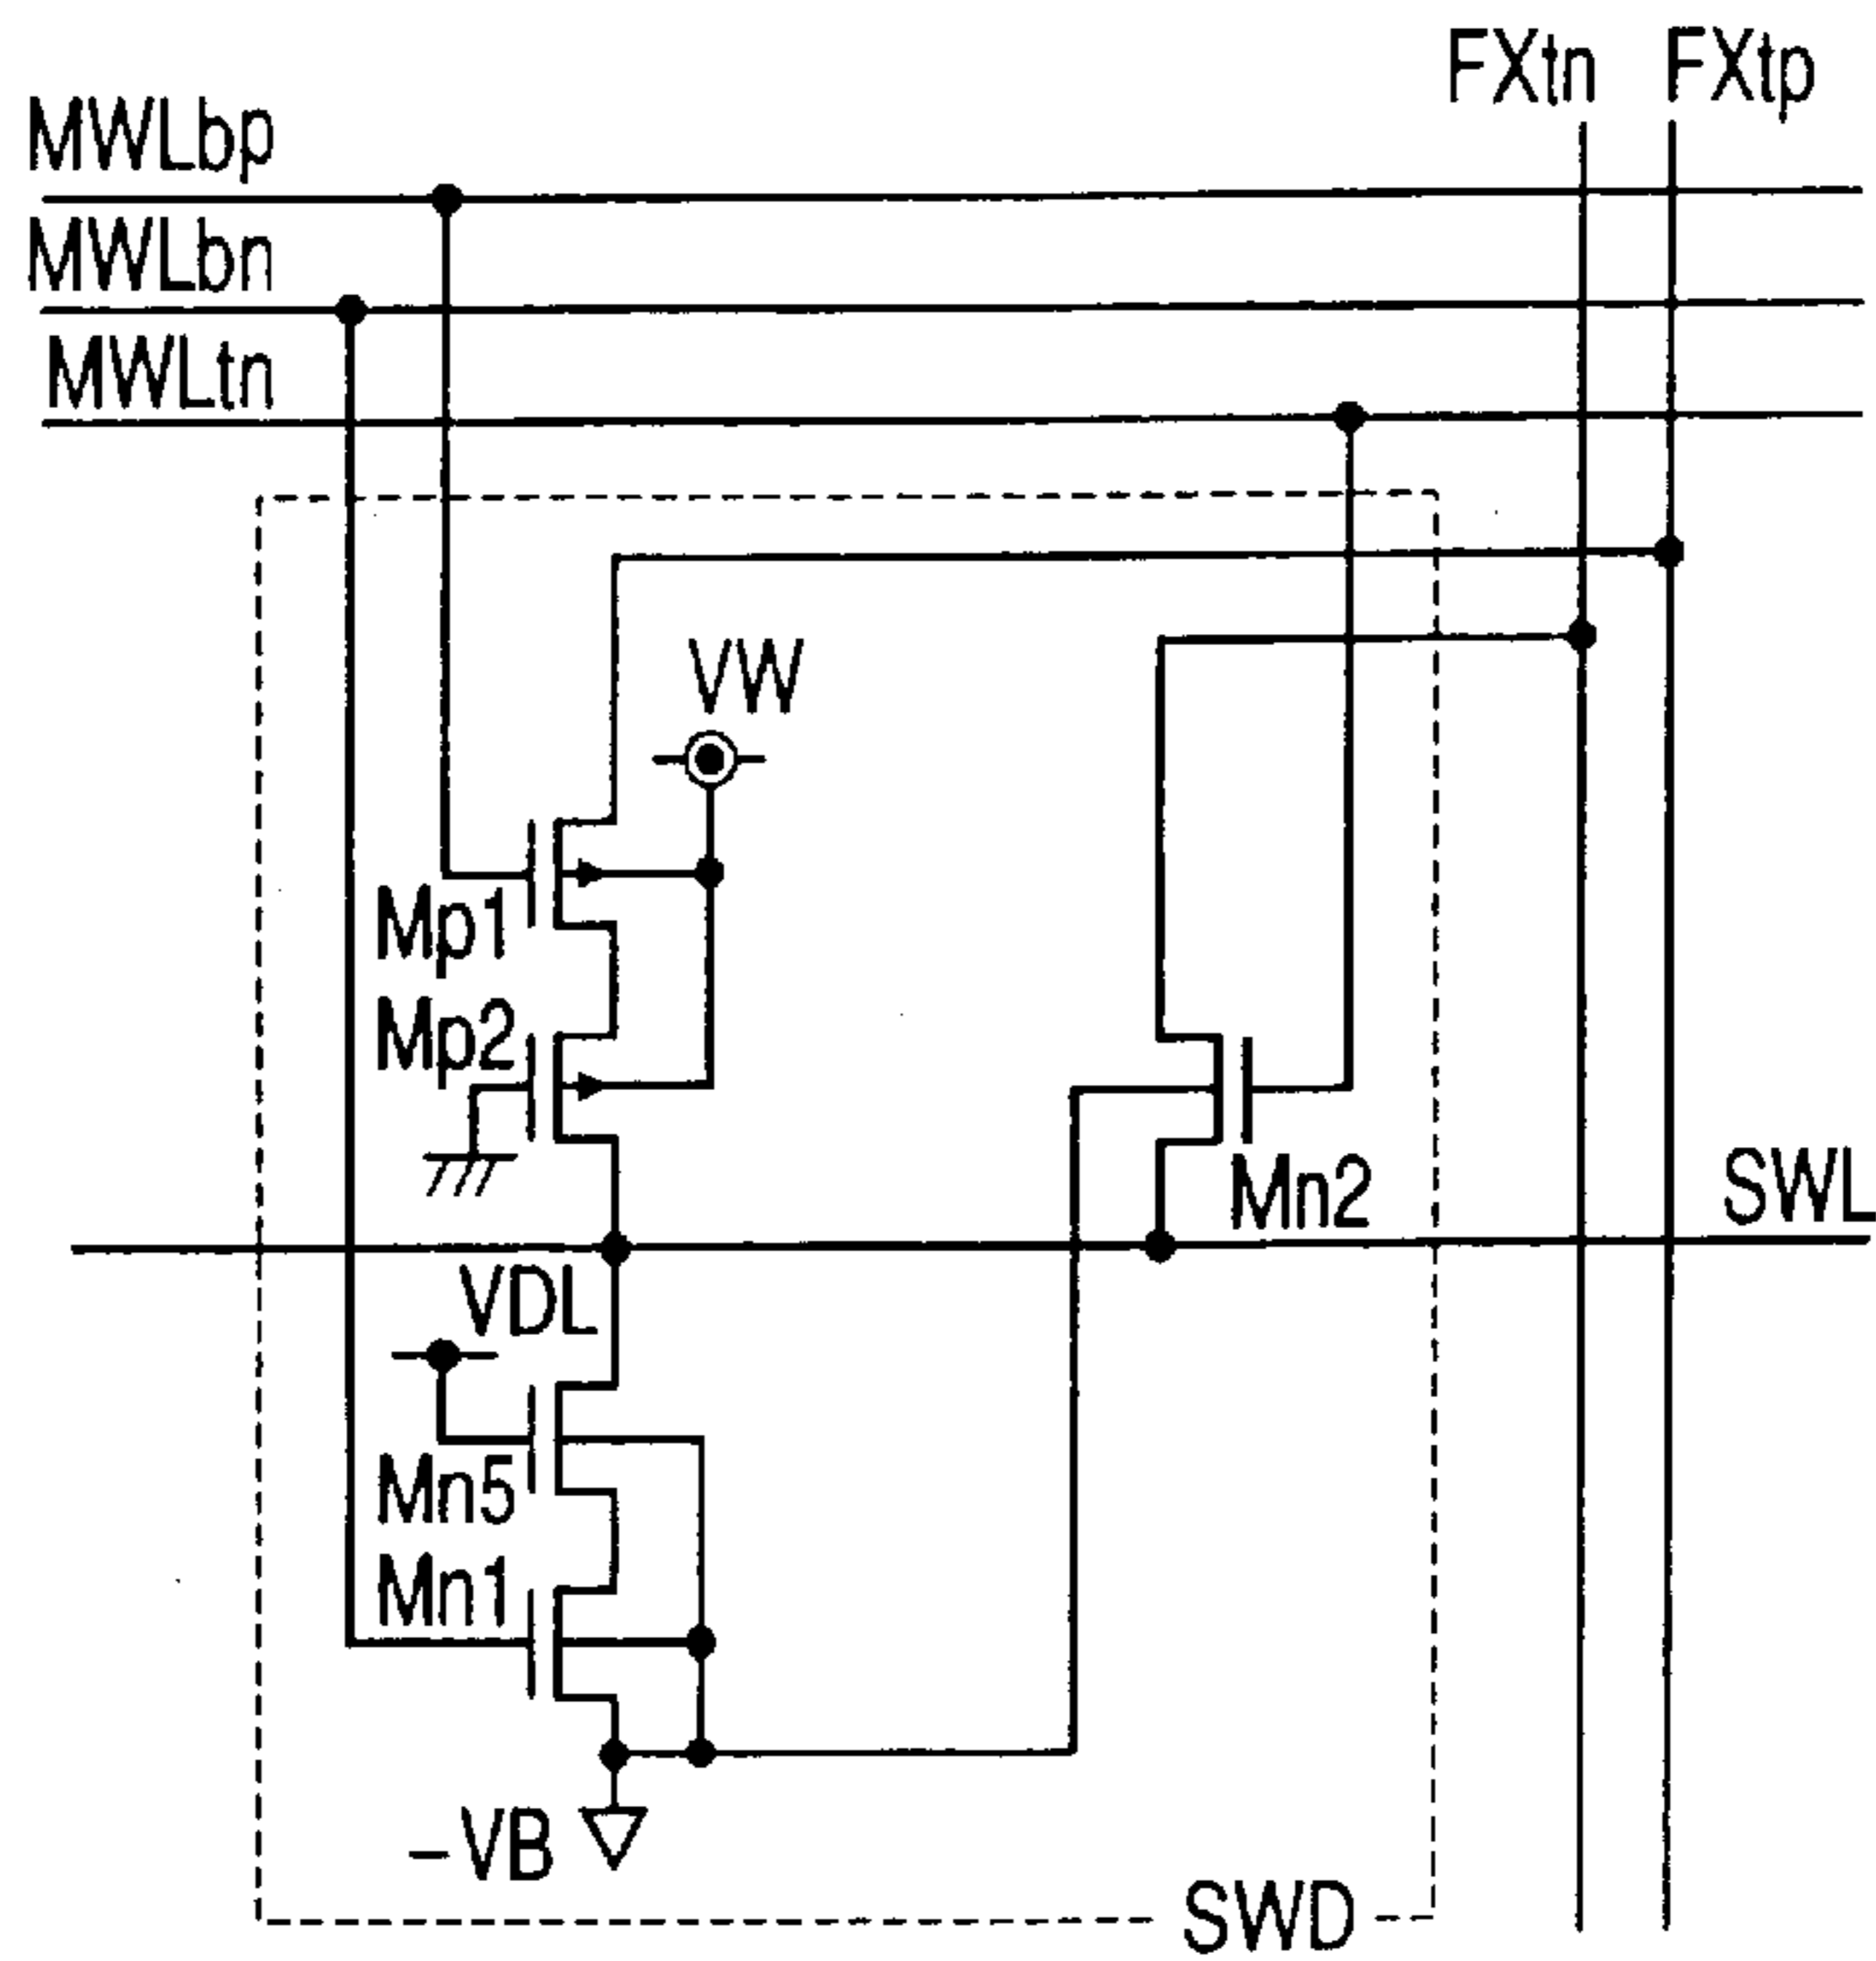 FXtn FXtp
MWLbp
MWLbn
MWLtn
VW
Mp1
Mp2
Mn2
SWL
VDL
Mn5
Mn1
-VB
SWD